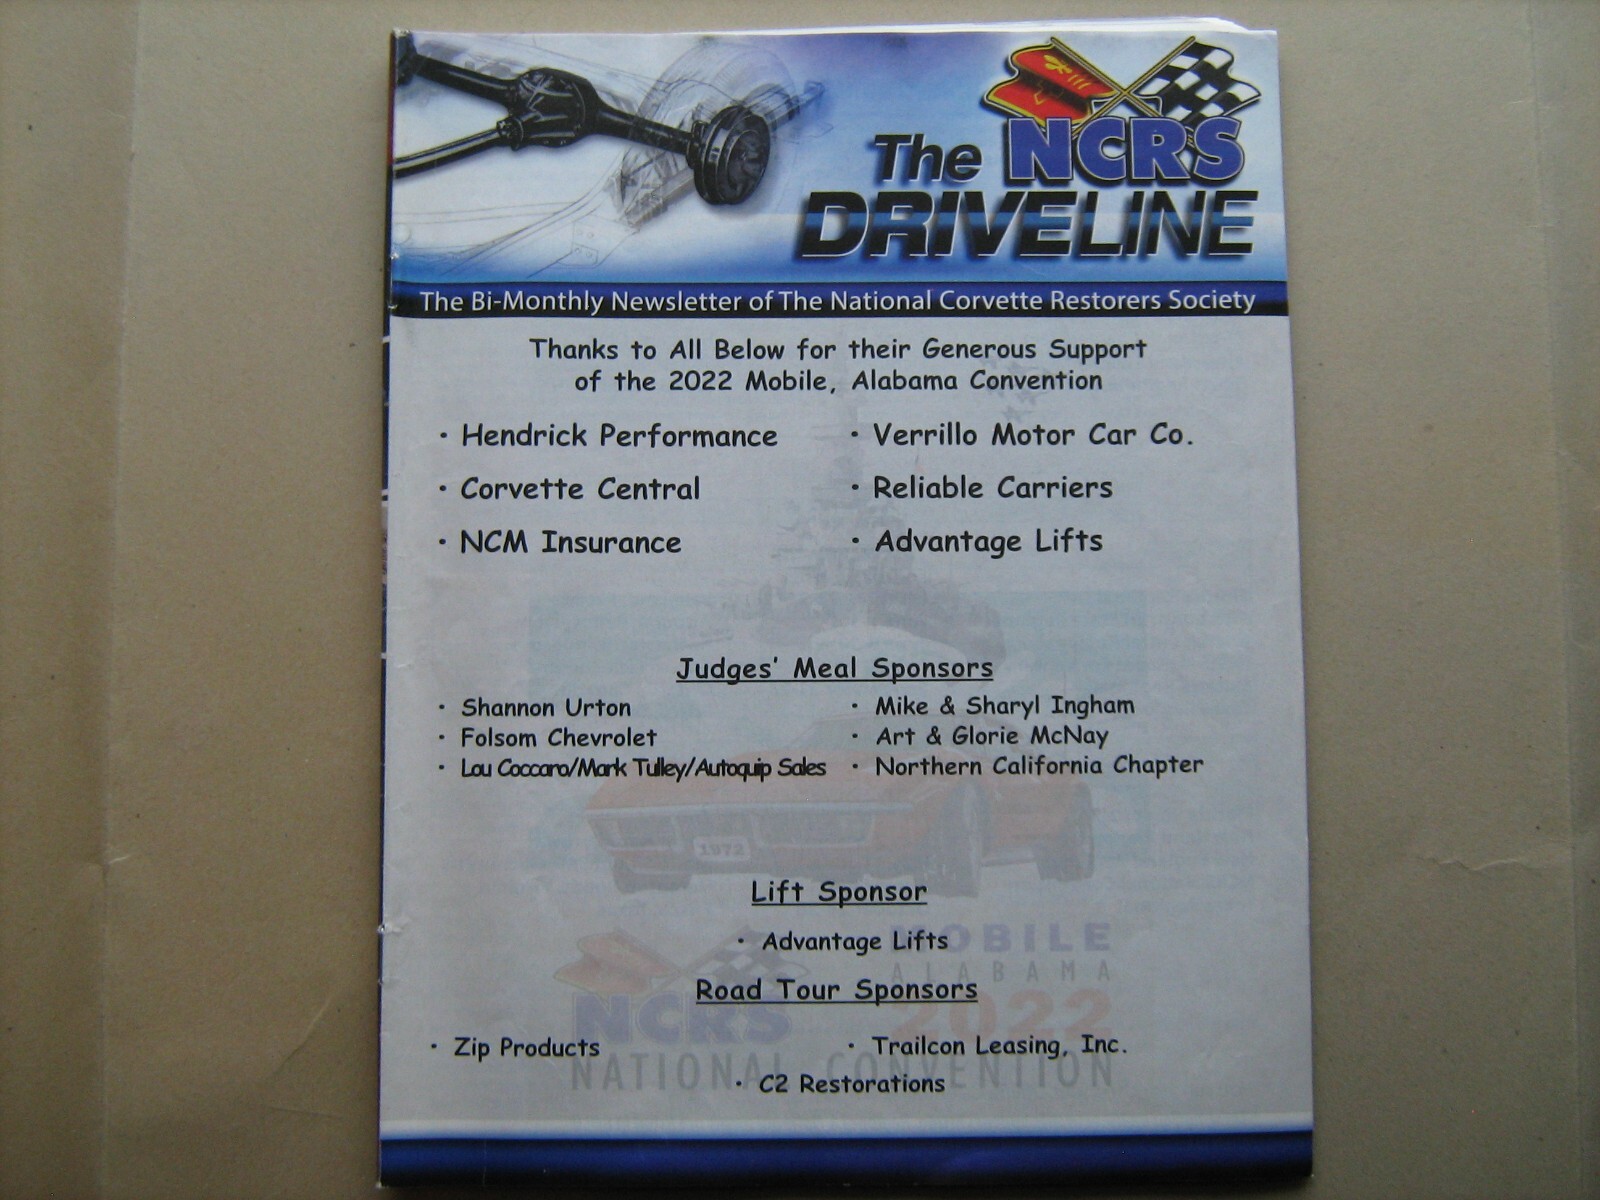 The NCRS
DRIVELINE
The Bi-Monthly Newsletter of The National Corvette Restorers Society
Thanks to All Below for their Generous Support
of the 2022 Mobile, Alabama Convention
· Hendrick Performance · Verrillo Motor Car Co.
· Corvette Central · Reliable Carriers
· NCM Insurance · Advantage Lifts
Judges' Meal Sponsors
· Shannon Urton · Mike & Sharyl Ingham
· Folsom Chevrolet · Art & Glorie McNay
· Lou Coccaro/Mark Tulley/Autoquip Sales · Northern California Chapter
1972
Lift Sponsor
· Advantage Lifts
MOBILE
ALABAMA
Road Tour Sponsors
NCRS 2022
· Zip Products · Trailcon Leasing, Inc.
NATIONAL CONVENTION
· C2 Restorations